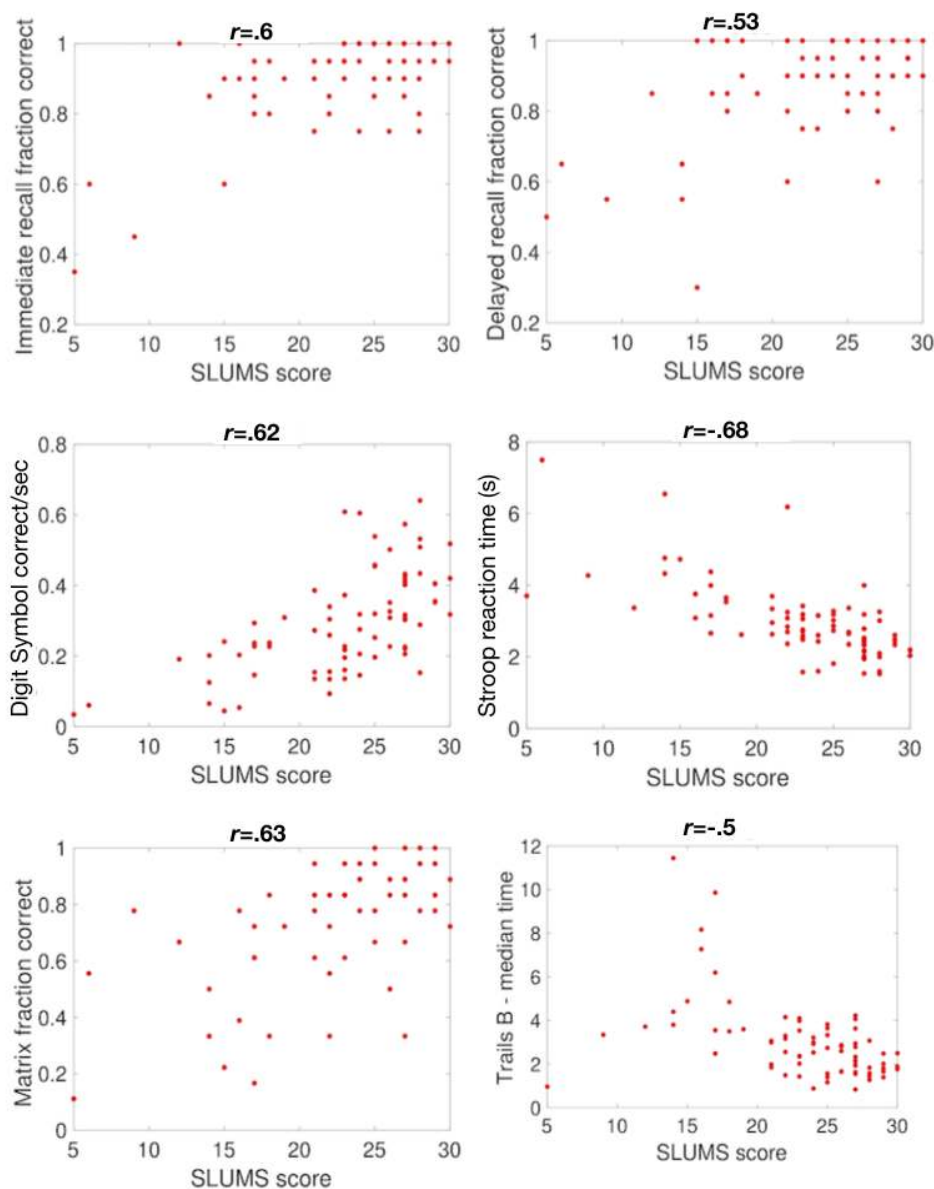 r=.6
Immediate recall fraction correct
1
0.8
0.6
0.4
0.2
5 10 15 20 25 30
SLUMS score
r=.53
Delayed recall fraction correct
1
0.8
0.6
0.4
0.2
5 10 15 20 25 30
SLUMS score
r=.62
Digit Symbol correct/sec
0.8
0.6
0.4
0.2
0
5 10 15 20 25 30
SLUMS score
r=-.68
Stroop reaction time (s)
8
6
4
2
0
5 10 15 20 25 30
SLUMS score
r=.63
Matrix fraction correct
1
0.8
0.6
0.4
0.2
0
5 10 15 20 25 30
SLUMS score
r=-.5
Trails B - median time
12
10
8
6
4
2
0
5 10 15 20 25 30
SLUMS score